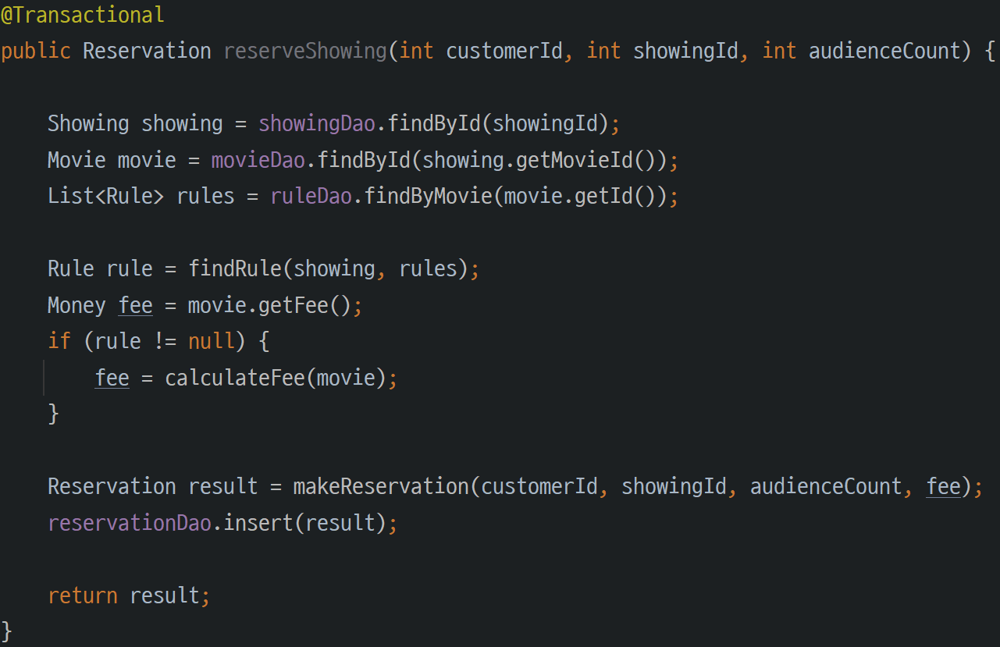 @Transactional
public Reservation reserveShowing(int customerId, int showingId, int audienceCount) {
Showing showing = showingDao.findById(showingId);
Movie movie = movieDao.findById(showing.getMovieId());
List<Rule> rules = ruleDao.findByMovie(movie.getId());
Rule rule = findRule(showing, rules);
Money fee = movie.getFee();
if (rule != null) {
fee = calculateFee(movie);
}
Reservation result = makeReservation(customerId, showingId, audienceCount, fee);
reservationDao.insert(result);
return result;
}